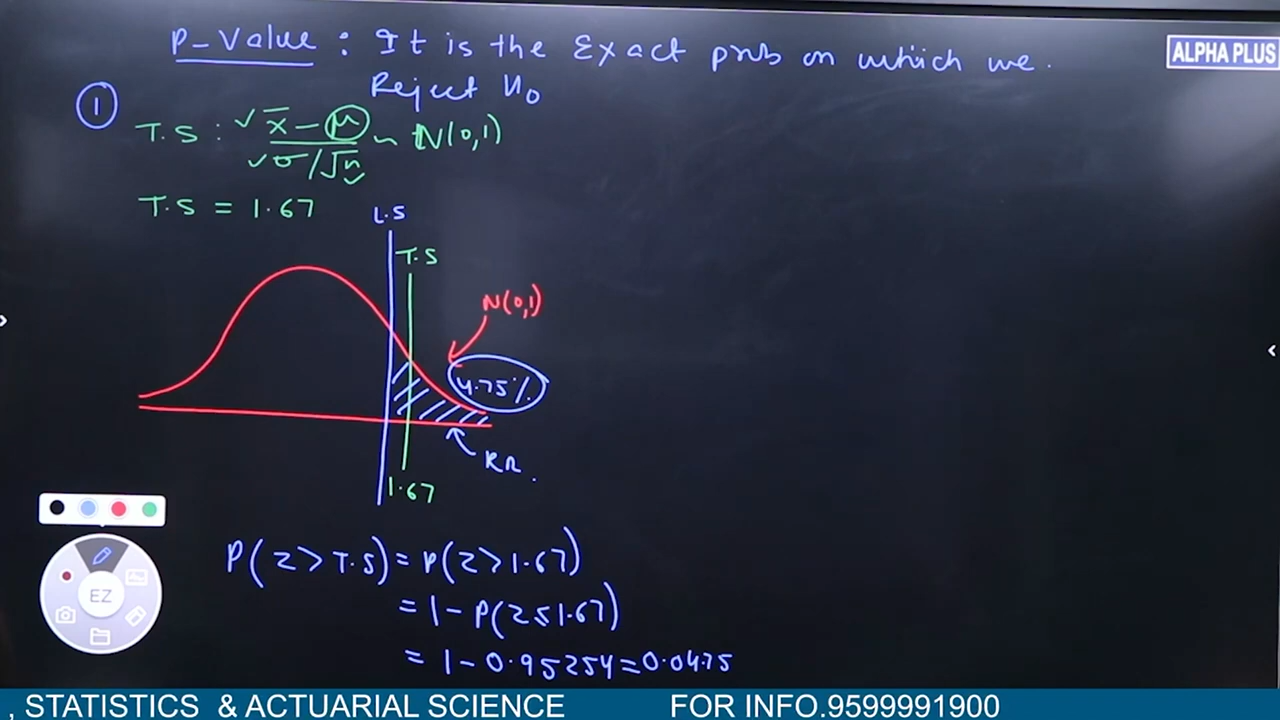 P-Value : It is the Exact prob on which we.
Reject H₀
ALPHA PLUS
①
T.S : √ x̄ - μ / √ σ/√n ~ N(0,1)
T.S = 1.67
L.S
T.S
N(0,1)
4.75%
RR.
1.67
EZ
P(Z > T.S) = P(Z > 1.67)
= 1 - P(Z ≤ 1.67)
= 1 - 0.95254 = 0.0475
, STATISTICS & ACTUARIAL SCIENCE FOR INFO.9599991900